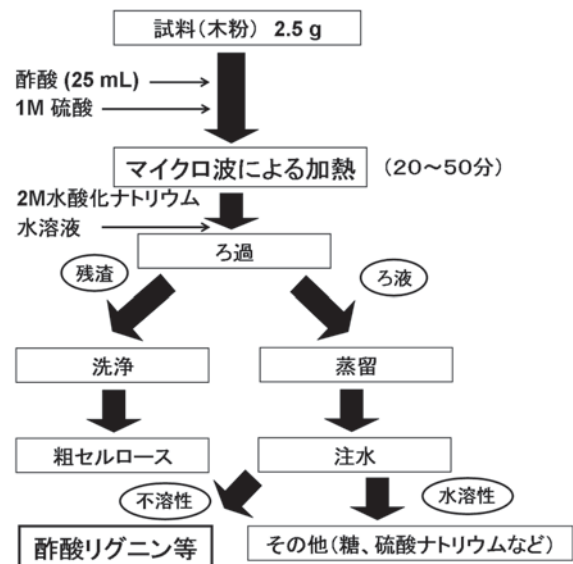 試料(木粉) 2.5 g
酢酸 (25 mL)
1M 硫酸
マイクロ波による加熱 (20~50分)
2M水酸化ナトリウム
水溶液
ろ過
残渣 ろ液
洗浄 蒸留
粗セルロース 注水
不溶性 水溶性
酢酸リグニン等 その他(糖、硫酸ナトリウムなど)